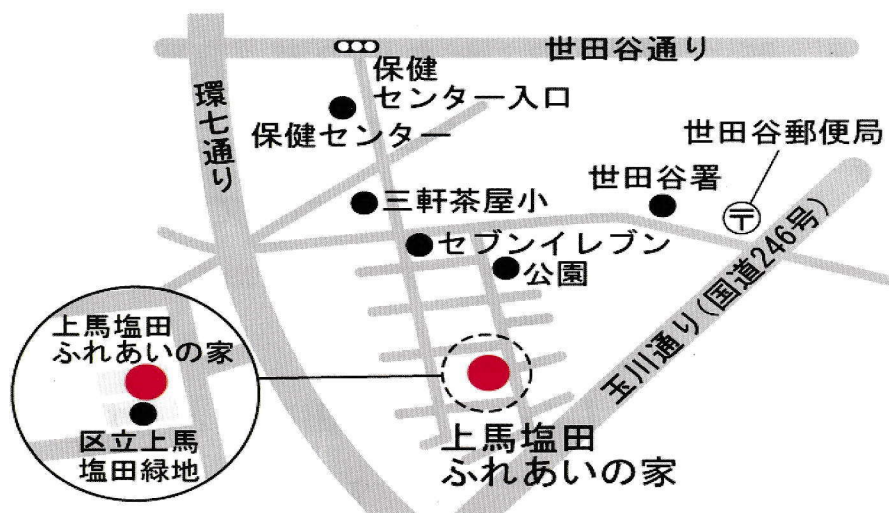 世田谷通り
保健
センター入口
環七通り
保健センター
世田谷郵便局
世田谷署
〒
三軒茶屋小
セブンイレブン
公園
玉川通り(国道246号)
上馬塩田
ふれあいの家
区立上馬
塩田緑地
上馬塩田
ふれあいの家